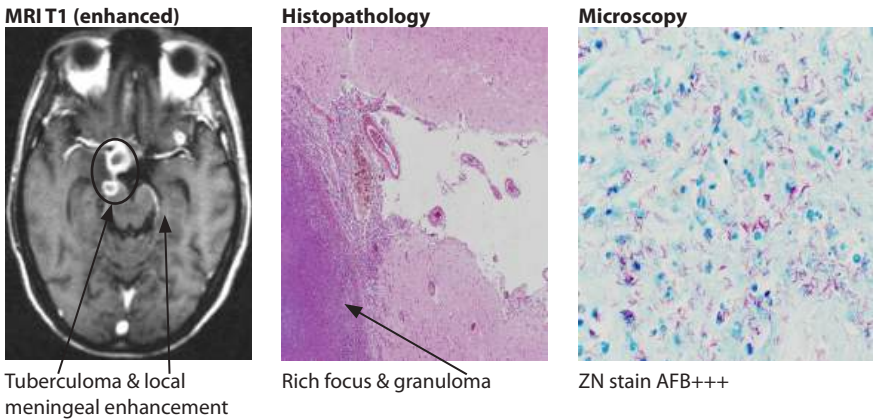 MRI T1 (enhanced)
Histopathology
Microscopy
Tuberculoma & local
meningeal enhancement
Rich focus & granuloma
ZN stain AFB+++